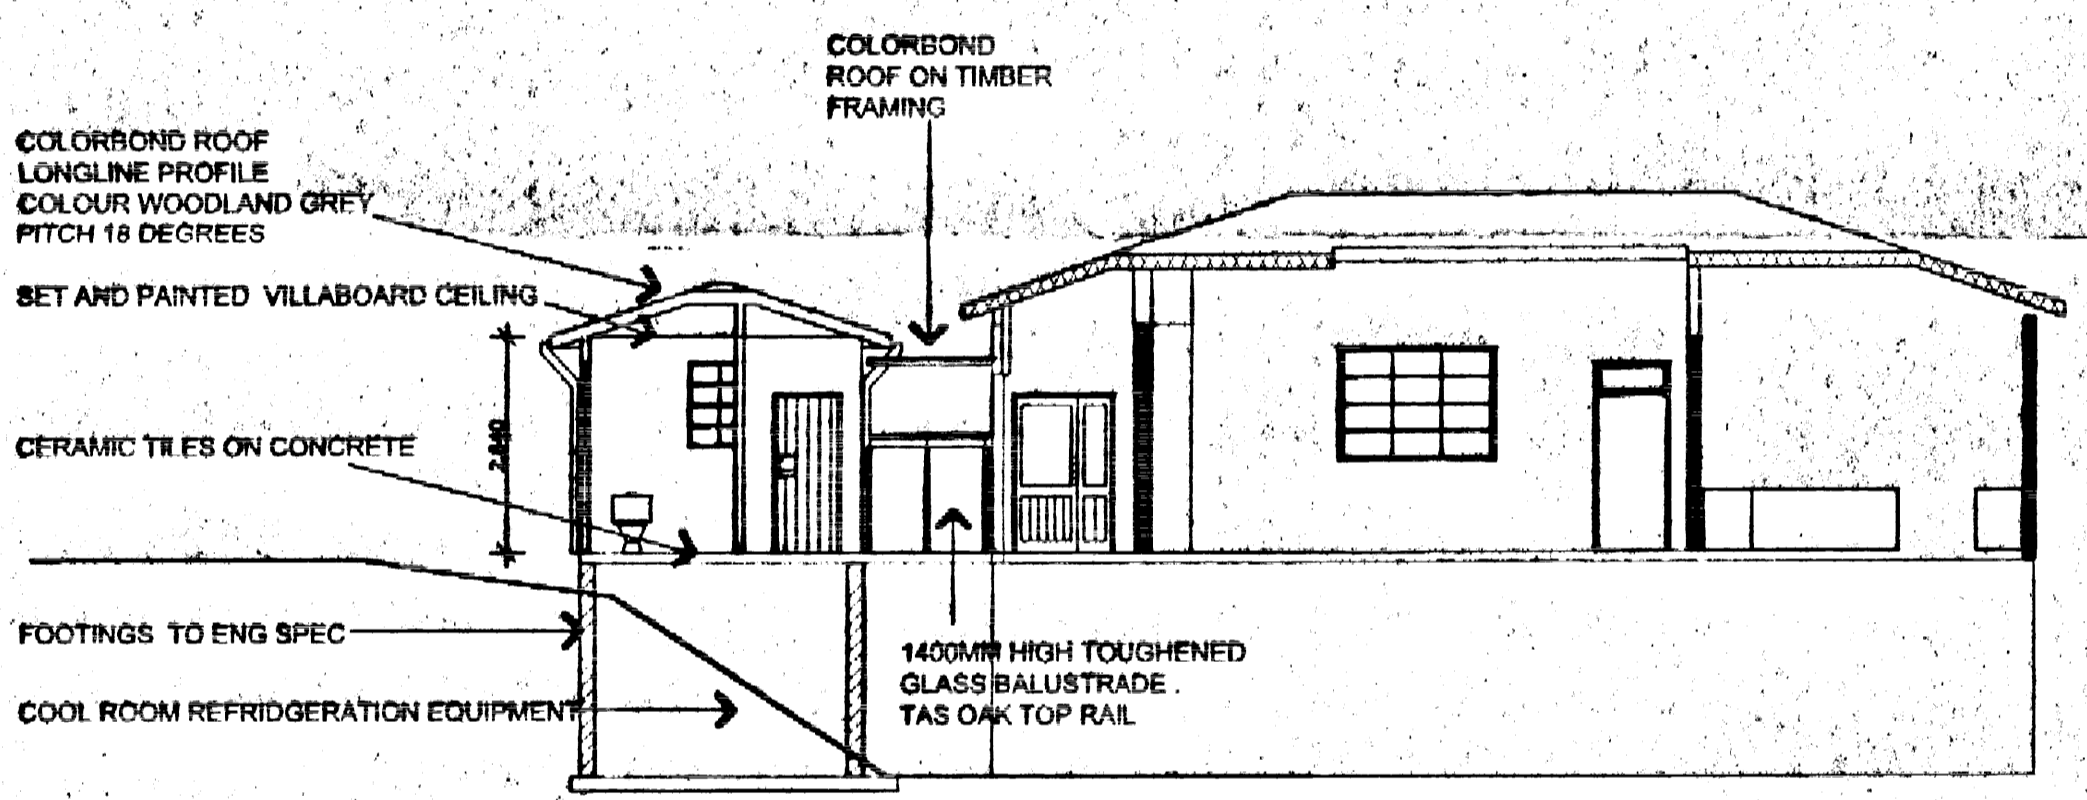 COLORBOND
ROOF ON TIMBER
FRAMING
COLORBOND ROOF
LONGLINE PROFILE
COLOUR WOODLAND GREY
PITCH 18 DEGREES
SET AND PAINTED VILLABOARD CEILING
2.840
CERAMIC TILES ON CONCRETE
FOOTINGS TO ENG SPEC
COOL ROOM REFRIDGERATION EQUIPMENT
1400MM HIGH TOUGHENED
GLASS BALUSTRADE .
TAS OAK TOP RAIL